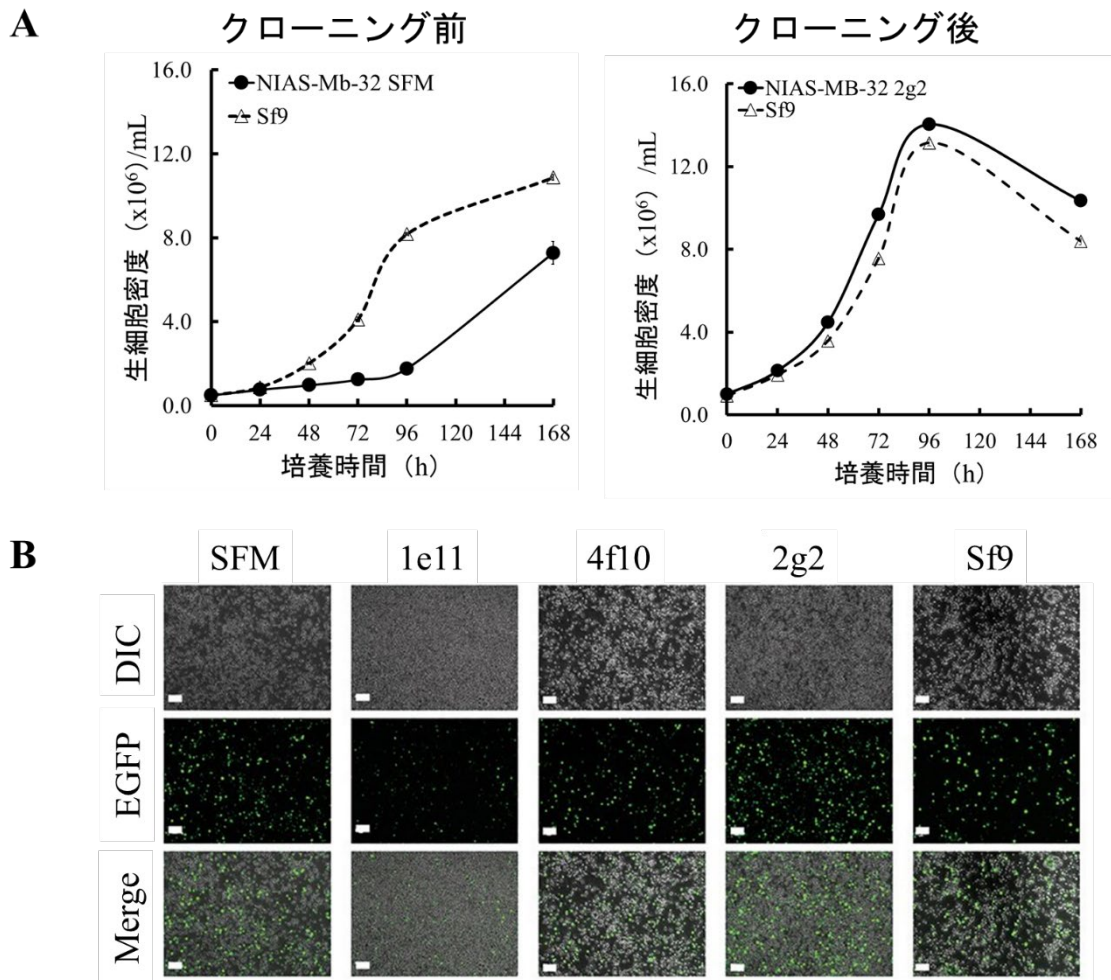 A
クローニング前
クローニング後
16.0
12.0
8.0
4.0
0.0
生細胞密度 (x10⁶)/mL
NIAS-Mb-32 SFM
Sf9
0 24 48 72 96 120 144 168
培養時間 (h)
16.0
12.0
8.0
4.0
0.0
生細胞密度 (x10⁶) /mL
NIAS-MB-32 2g2
Sf9
0 24 48 72 96 120 144 168
培養時間 (h)
B
SFM 1e11 4f10 2g2 Sf9
DIC
EGFP
Merge